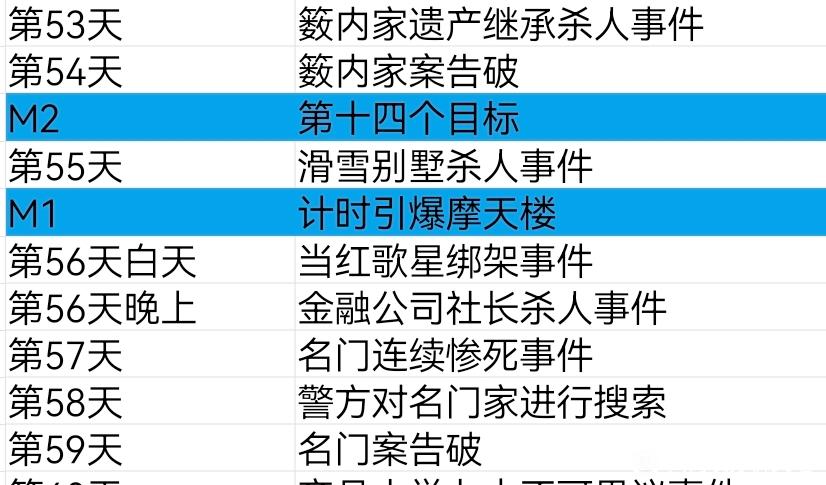 第53天 籔内家遗产继承杀人事件
第54天 籔内家案告破
M2 第十四个目标
第55天 滑雪别墅杀人事件
M1 计时引爆摩天楼
第56天白天 当红歌星绑架事件
第56天晚上 金融公司社长杀人事件
第57天 名门连续惨死事件
第58天 警方对名门家进行搜索
第59天 名门案告破